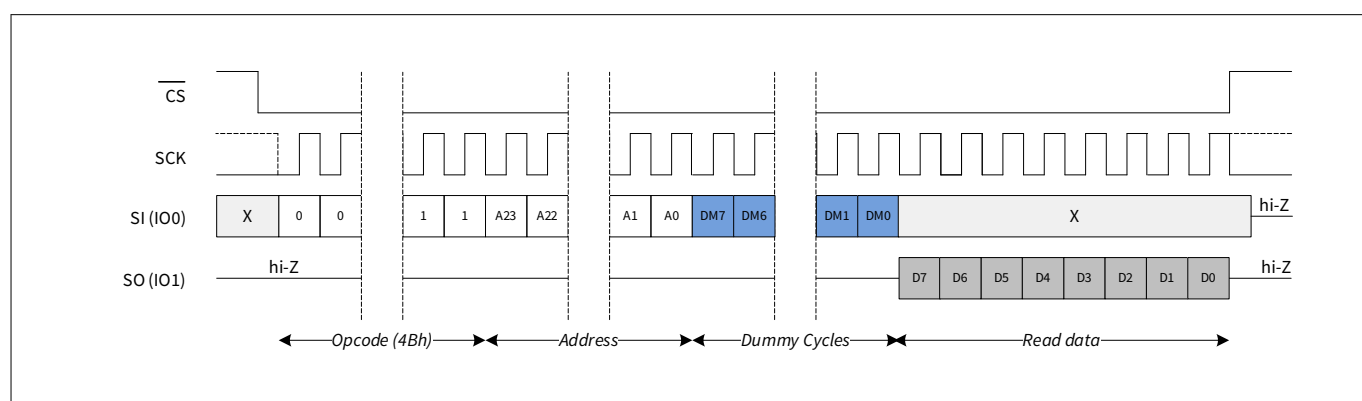 CS
SCK
SI (IO0) X 0 0 1 1 A23 A22 A1 A0 DM7 DM6 DM1 DM0 X hi-Z
SO (IO1) hi-Z D7 D6 D5 D4 D3 D2 D1 D0 hi-Z
Opcode (4Bh) Address Dummy Cycles Read data